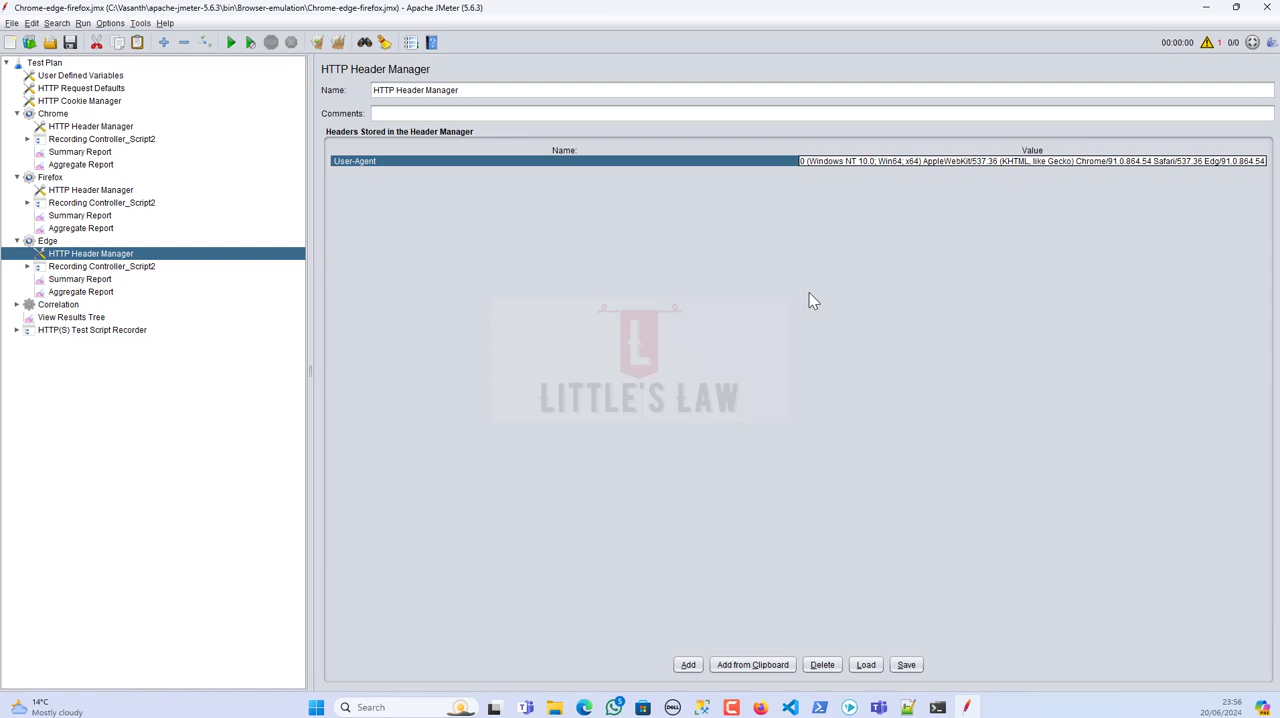 Chrome-edge-firefox.jmx (C:\Vasanth\apache-jmeter-5.6.3\bin\Browser-emulation\Chrome-edge-firefox.jmx) - Apache JMeter (5.6.3)
File Edit Search Run Options Tools Help
00:00:00 1 0/0
Test Plan
User Defined Variables
HTTP Request Defaults
HTTP Cookie Manager
Chrome
HTTP Header Manager
Recording Controller_Script2
Summary Report
Aggregate Report
Firefox
HTTP Header Manager
Recording Controller_Script2
Summary Report
Aggregate Report
Edge
HTTP Header Manager
Recording Controller_Script2
Summary Report
Aggregate Report
Correlation
View Results Tree
HTTP(S) Test Script Recorder
HTTP Header Manager
Name: HTTP Header Manager
Comments:
Headers Stored in the Header Manager
Name: Value
User-Agent 0 (Windows NT 10.0; Win64; x64) AppleWebKit/537.36 (KHTML, like Gecko) Chrome/91.0.864.54 Safari/537.36 Edg/91.0.864.54
L
LITTLE'S LAW
Add Add from Clipboard Delete Load Save
14°C
Mostly cloudy
Search
5
DELL
23:56
20/06/2024